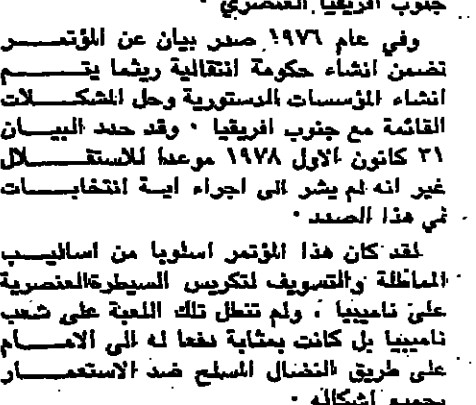 جنوب افريقيا العنصري ٠
وفي عام ١٩٧٦ صدر بيان عن المؤتمر
تضمن انشاء حكومة انتقالية ريثما يتم
انشاء المؤسسات الدستورية وحل المشكلات
القائمة مع جنوب افريقيا ٠ وقد حدد البيان
٣١ كانون الاول ١٩٧٨ موعدا للاستقلال
غير انه لم يشر الى اجراء اية انتخابات
في هذا الصدد ٠
لقد كان هذا المؤتمر اسلوبا من اساليب
المماطلة والتسويف لتكريس السيطرة العنصرية
على ناميبيا ، ولم تنطل تلك اللعبة على شعب
ناميبيا بل كانت بمثابة دفعا له الى الامام
على طريق النضال المسلح ضد الاستعمار
بجميع اشكاله ٠